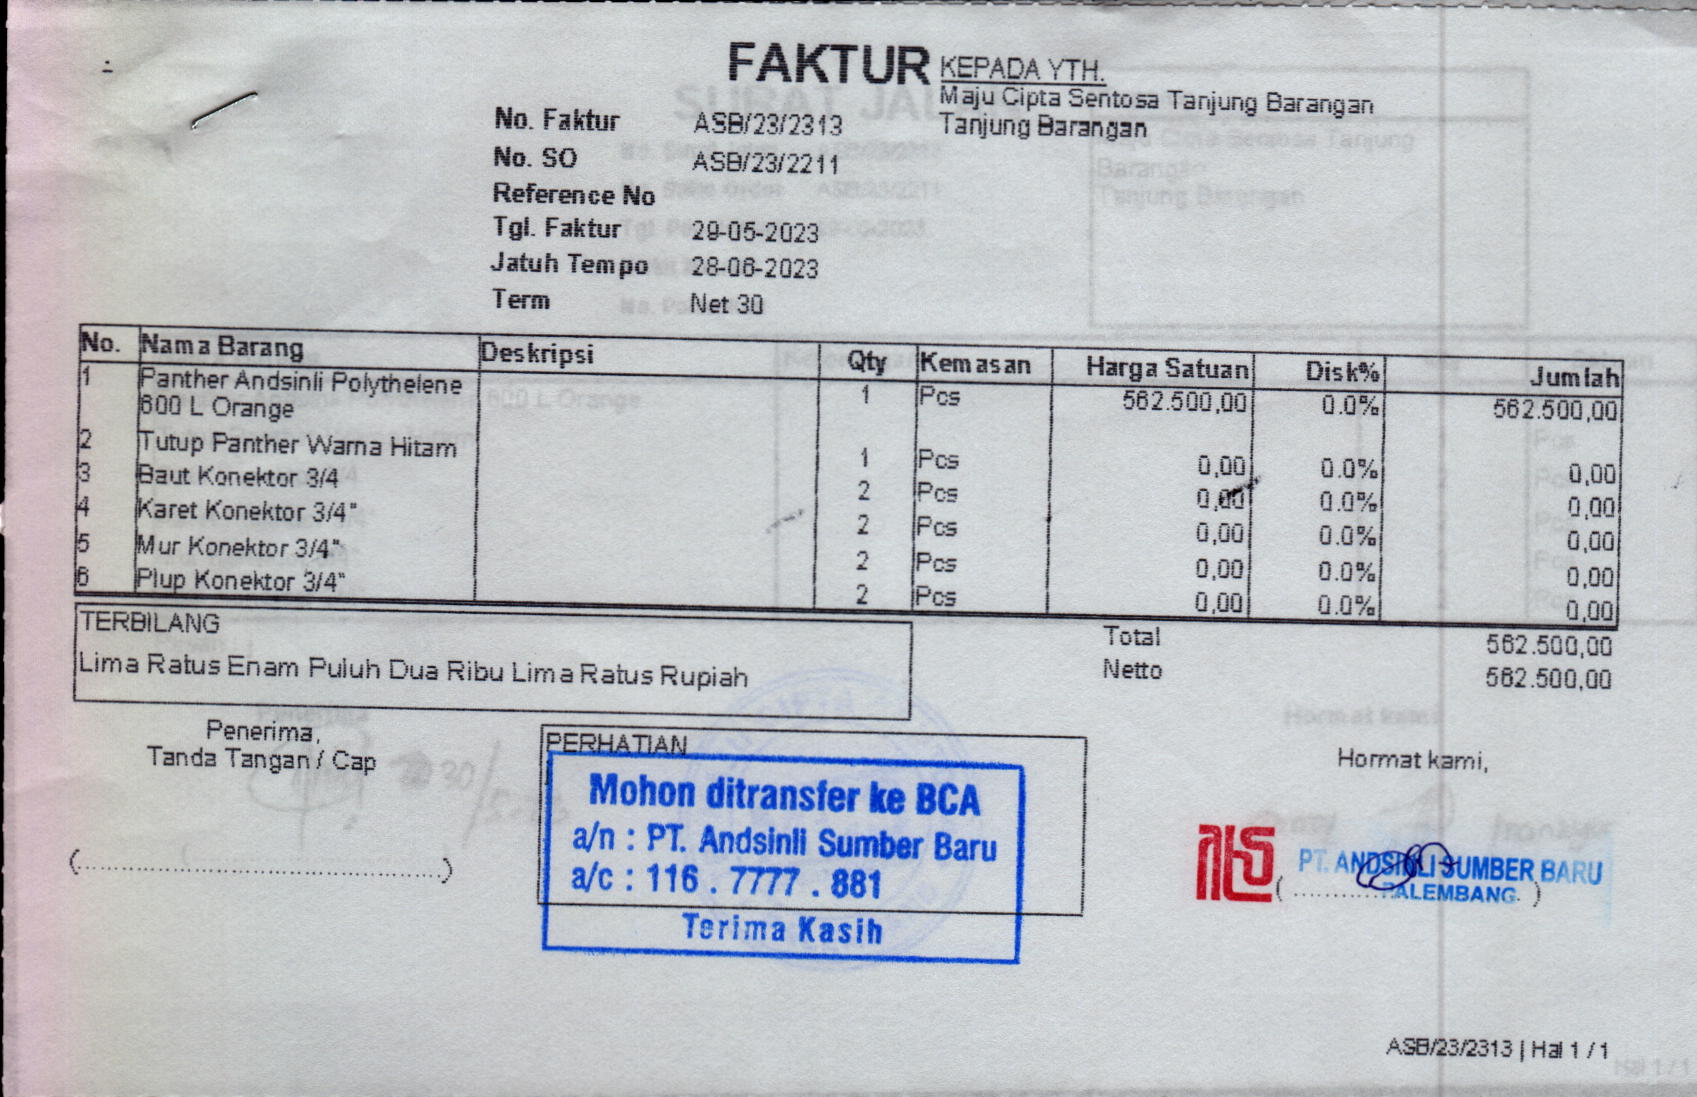 FAKTUR
KEPADA YTH.
Maju Cipta Sentosa Tanjung Barangan
Tanjung Barangan
No. Faktur ASB/23/2313
No. SO ASB/23/2211
Reference No
Tgl. Faktur 29-05-2023
Jatuh Tempo 28-06-2023
Term Net 30
No. Nama Barang Deskripsi Qty Kemasan Harga Satuan Disk% Jumlah
1 Panther Andsinli Polythelene 1 Pcs 562.500,00 0.0% 562.500,00
600 L Orange
2 Tutup Panther Warna Hitam 1 Pcs 0,00 0.0% 0,00
3 Baut Konektor 3/4 2 Pcs 0,00 0.0% 0,00
4 Karet Konektor 3/4" 2 Pcs 0,00 0.0% 0,00
5 Mur Konektor 3/4" 2 Pcs 0,00 0.0% 0,00
6 Plup Konektor 3/4" 2 Pcs 0,00 0.0% 0,00
TERBILANG
Lima Ratus Enam Puluh Dua Ribu Lima Ratus Rupiah
Total 562.500,00
Netto 562.500,00
Penerima,
Tanda Tangan / Cap
(..........................................................)
PERHATIAN
Mohon ditransfer ke BCA
a/n : PT. Andsinli Sumber Baru
a/c : 116 . 7777 . 881
Terima Kasih
Hormat kami,
PT. ANDSINLI SUMBER BARU
PALEMBANG
ASB/23/2313 | Hal 1 / 1